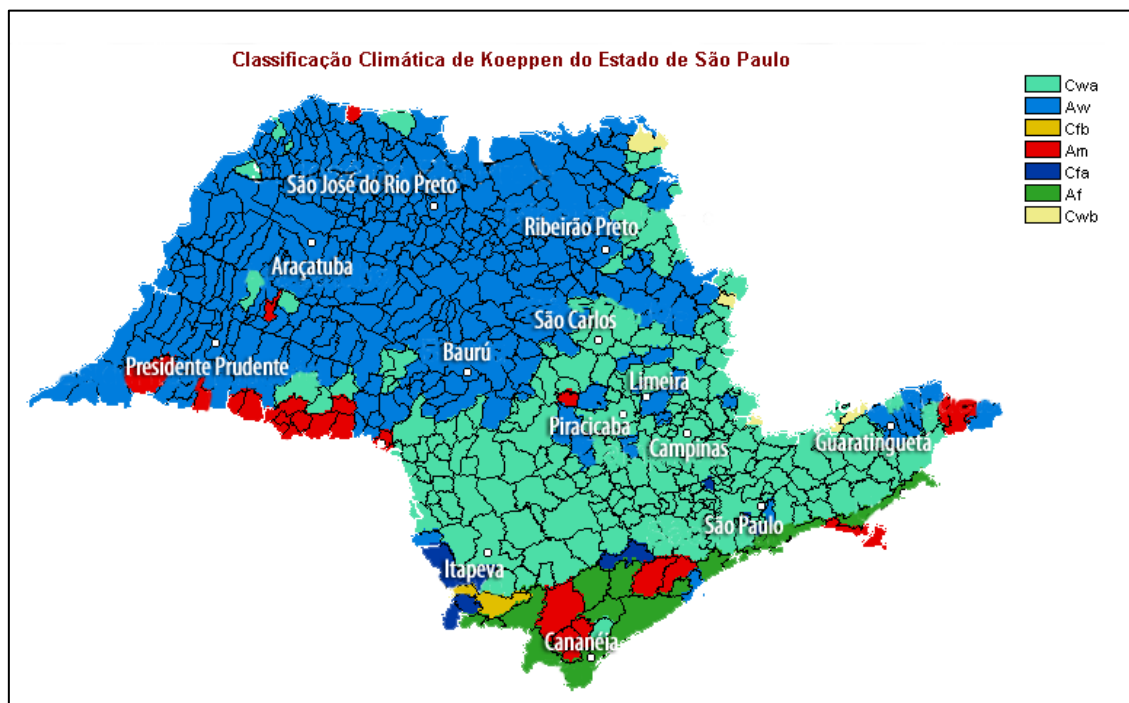 Classificação Climática de Koeppen do Estado de São Paulo
Cwa
Aw
Cfb
Am
Cfa
Af
Cwb
São José do Rio Preto
Ribeirão Preto
Araçatuba
São Carlos
Baurú
Presidente Prudente
Limeira
Piracicaba
Campinas
Guaratinguetá
São Paulo
Itapeva
Cananéia